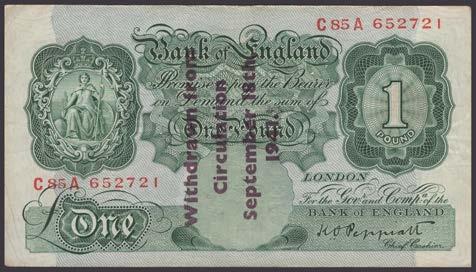 C85A 652721
Bank of England
Promise to pay the Bearer
on Demand the sum of
One Pound
1
POUND
Withdrawn from
Circulation
September 18th
1941.
LONDON
C85A 652721
For the Gov.r and Comp.a of the
BANK OF ENGLAND
£One
K O Peppiatt
Chief Cashier